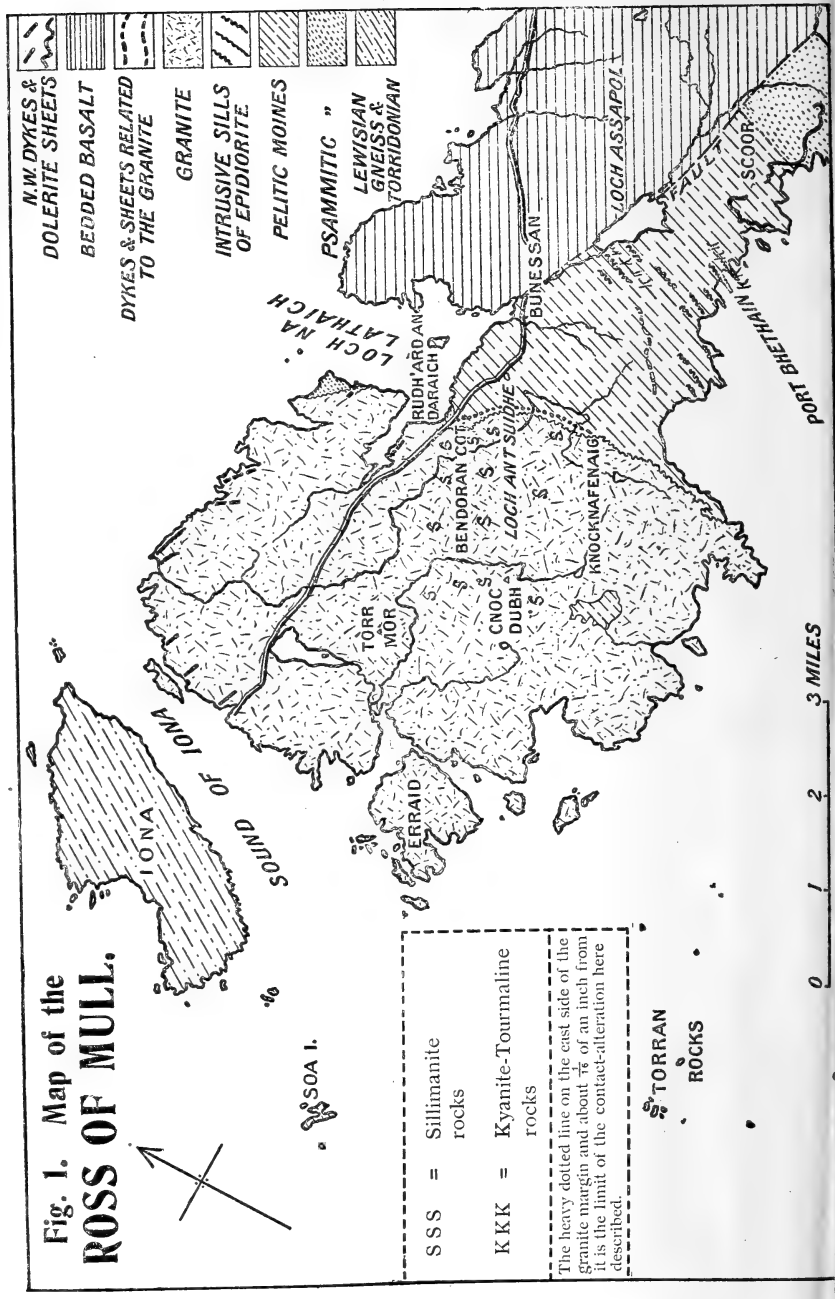 Fig. 1. Map of the
ROSS OF MULL.
N.W. DYKES &
DOLERITE SHEETS
BEDDED BASALT
DYKES & SHEETS RELATED
TO THE GRANITE
GRANITE
INTRUSIVE SILLS
OF EPIDIORITE
PELITIC MOINES
PSAMMITIC "
LEWISIAN
GNEISS &
TORRIDONIAN
IONA
SOUND OF IONA
LOCH NA
LATHAICH
RUDH'ARD AN
DARAICH
BUNESSAN
LOCH ASSAPOL
FAULT
SCOOR
PORT BHETHAIN
BENDORAN COT.
LOCH ANT SUIDHE
KNOCKNAFENAIG
TORR
MOR
CNOC
DUBH
ERRAID
SOA I.
TORRAN
ROCKS
S S S = Sillimanite
rocks
K K K = Kyanite-Tourmaline
rocks
The heavy dotted line on the east side of the
granite margin and about 1/16 of an inch from
it is the limit of the contact-alteration here
described.
0 1 2 3 MILES